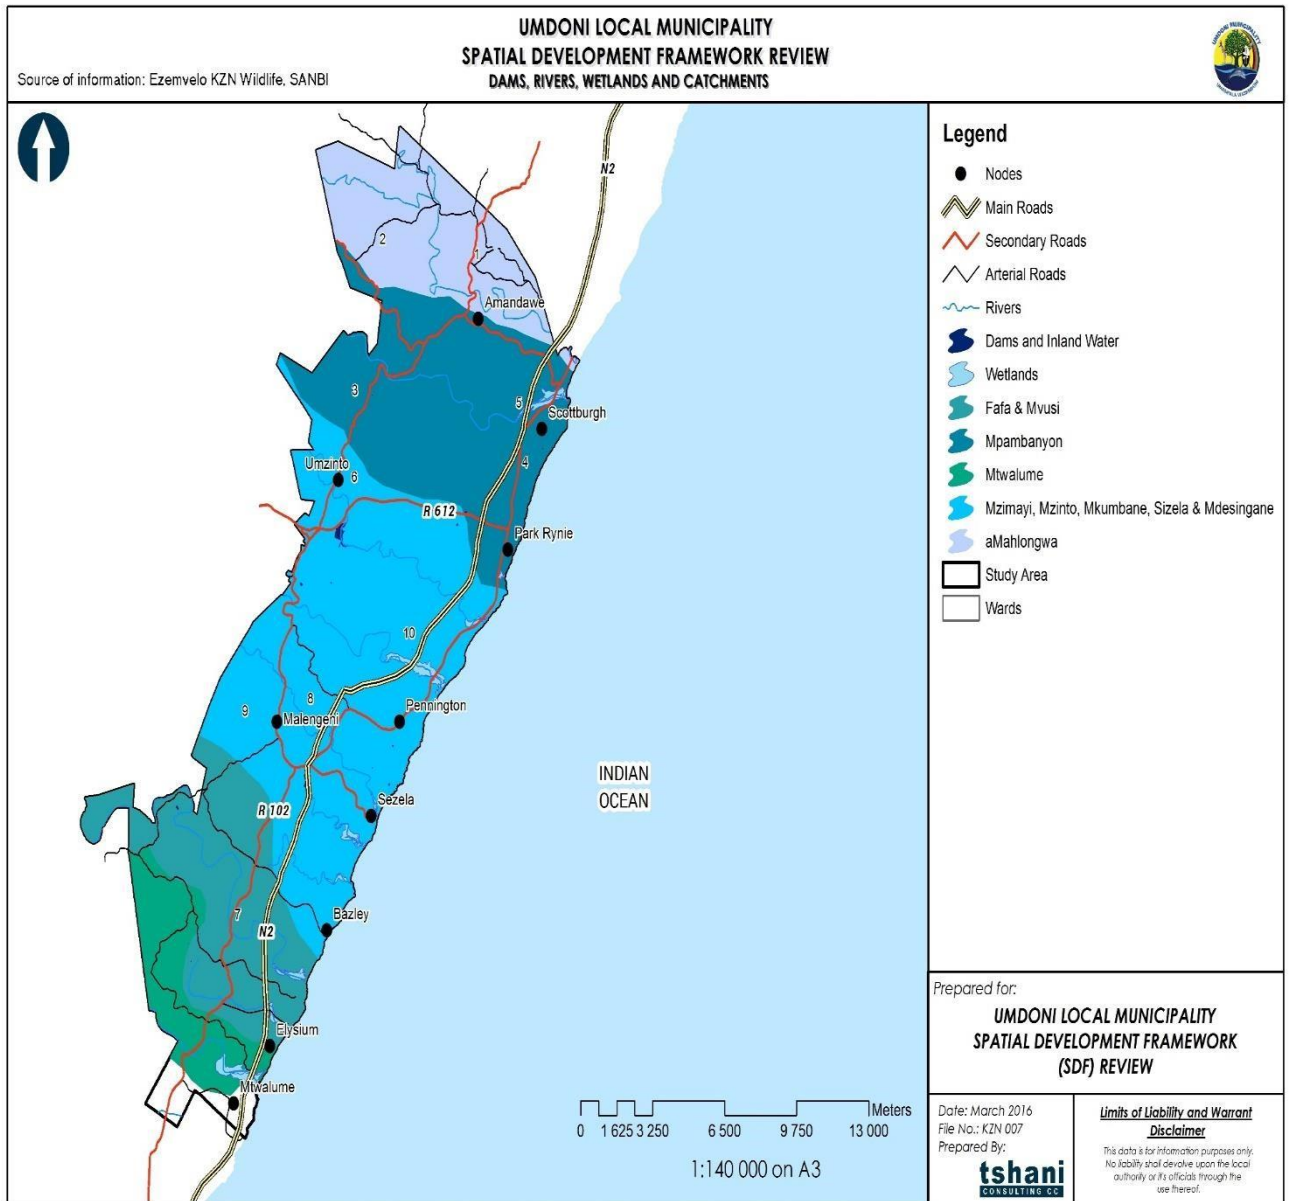 UMDONI LOCAL MUNICIPALITY
SPATIAL DEVELOPMENT FRAMEWORK REVIEW
DAMS, RIVERS, WETLANDS AND CATCHMENTS
Source of information: Ezemvelo KZN Wildlife, SANBI
UMDONI MUNICIPALITY
Legend
Nodes
Main Roads
Secondary Roads
Arterial Roads
Rivers
Dams and Inland Water
Wetlands
Fafa & Mvusi
Mpambanyon
Mtwalume
Mzimayi, Mzinto, Mkumbane, Sizela & Mdesingane
aMahlongwa
Study Area
Wards
N2
2
1
Amandawe
3
5
Scottburgh
4
Umzinto
6
R 612
Park Rynie
10
8
9
Malengeni
Pennington
INDIAN
OCEAN
R 102
Sezela
7
Bazley
N2
Elysium
Mtwalume
Meters
0 1 625 3 250 6 500 9 750 13 000
1:140 000 on A3
Prepared for:
UMDONI LOCAL MUNICIPALITY
SPATIAL DEVELOPMENT FRAMEWORK
(SDF) REVIEW
Date: March 2016
File No.: KZN 007
Prepared By:
tshani
CONSULTING CC
Limits of Liability and Warrant
Disclaimer
This data is for information purposes only.
No liability shall devolve upon the local
authority or it's officials through the
use thereof.